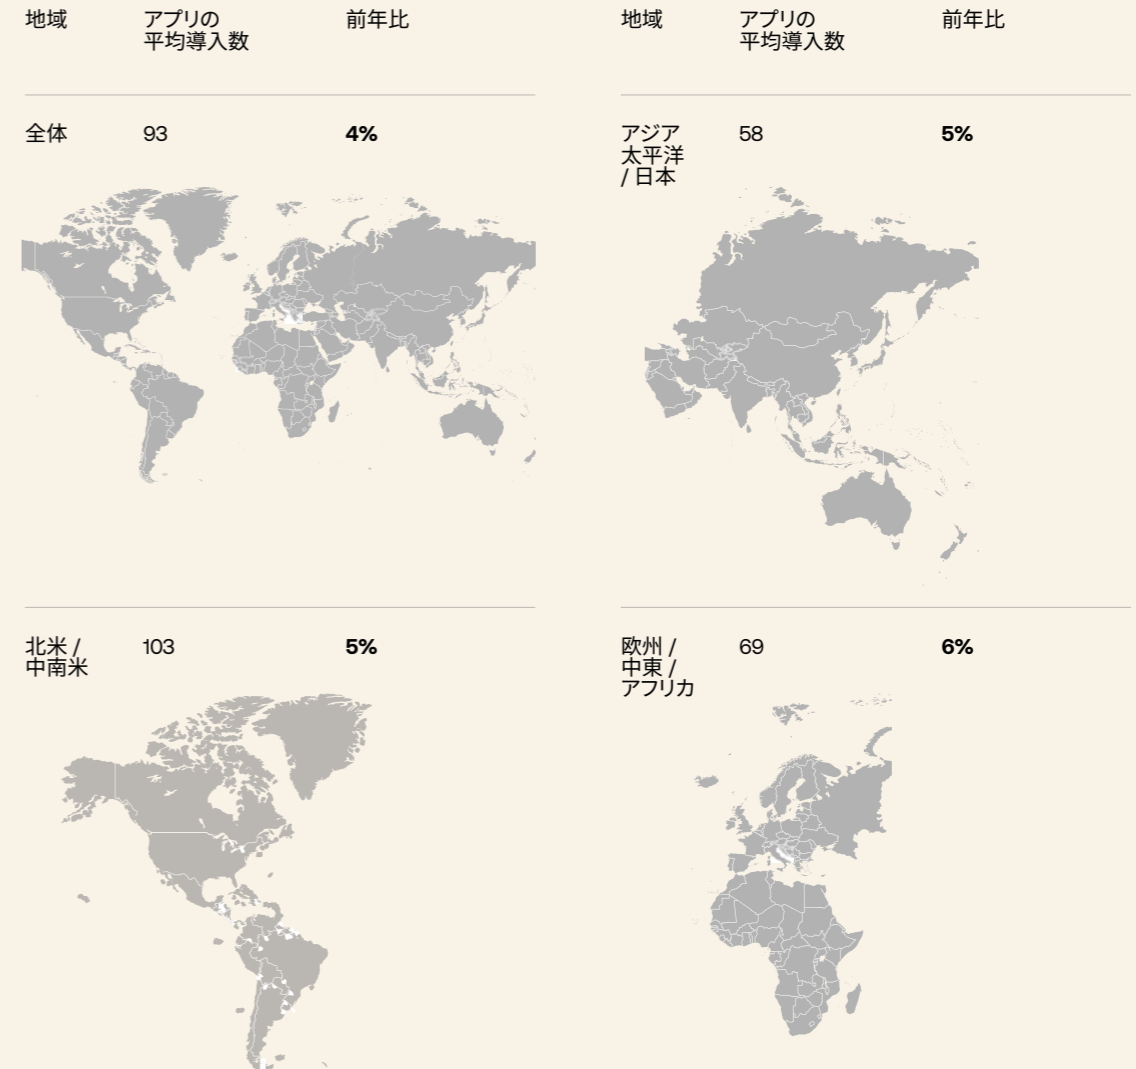 地域 アプリの 前年比
平均導入数
全体 93 4%
地域 アプリの 前年比
平均導入数
アジア 58 5%
太平洋
/ 日本
北米 / 103 5%
中南米
欧州 / 69 6%
中東 /
アフリカ